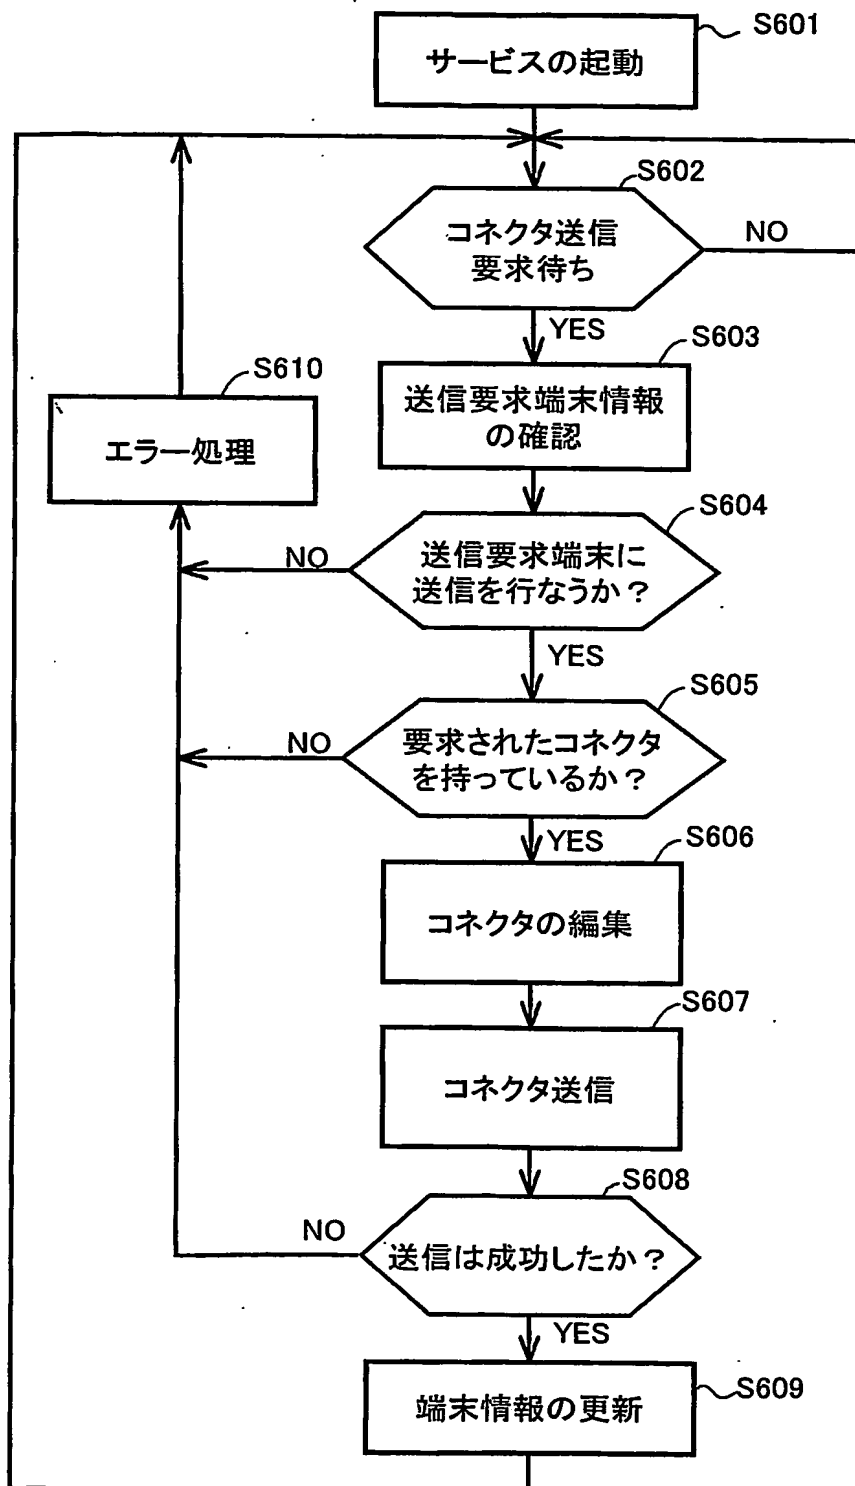 S601
サービスの起動
S602
コネクタ送信
要求待ち
NO
YES
S603
送信要求端末情報
の確認
S610
エラー処理
S604
送信要求端末に
送信を行なうか？
NO
YES
S605
要求されたコネクタ
を持っているか？
NO
YES
S606
コネクタの編集
S607
コネクタ送信
S608
送信は成功したか？
NO
YES
S609
端末情報の更新